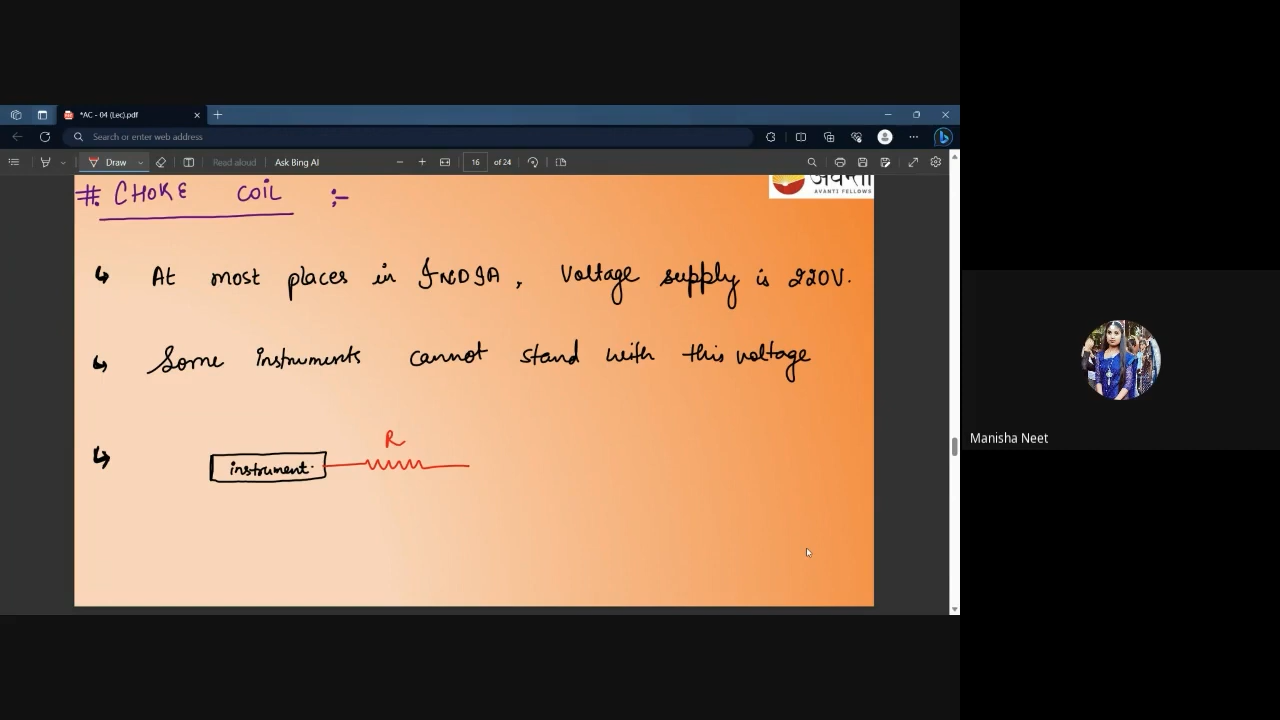 *AC - 04 (Lec).pdf
Search or enter web address
Draw
Read aloud
Ask Bing AI
16 of 24
#. CHOKE COIL :-
अवन्ती
AVANTI FELLOWS
↳ At most places in INDIA, Voltage supply is 220V.
↳ Some instruments cannot stand with this voltage
R
↳ instrument.
Manisha Neet